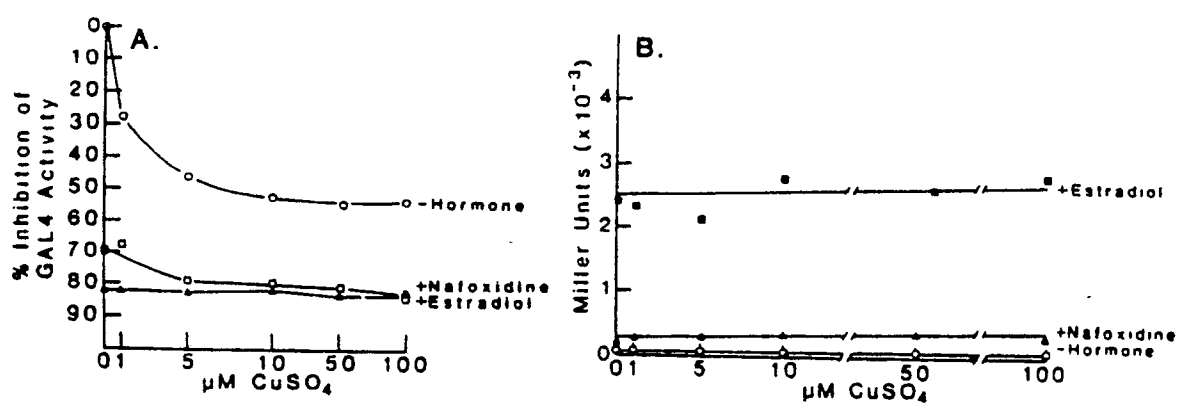 A.
% Inhibition of
GAL4 Activity
0
10
20
30
40
50
60
70
80
90
-Hormone
+Nafoxidine
+Estradiol
0 1 5 10 50 100
μM CuSO4
B.
Miller Units (x 10-3)
4
3
2
1
0
+Estradiol
+Nafoxidine
-Hormone
0 1 5 10 50 100
μM CuSO4